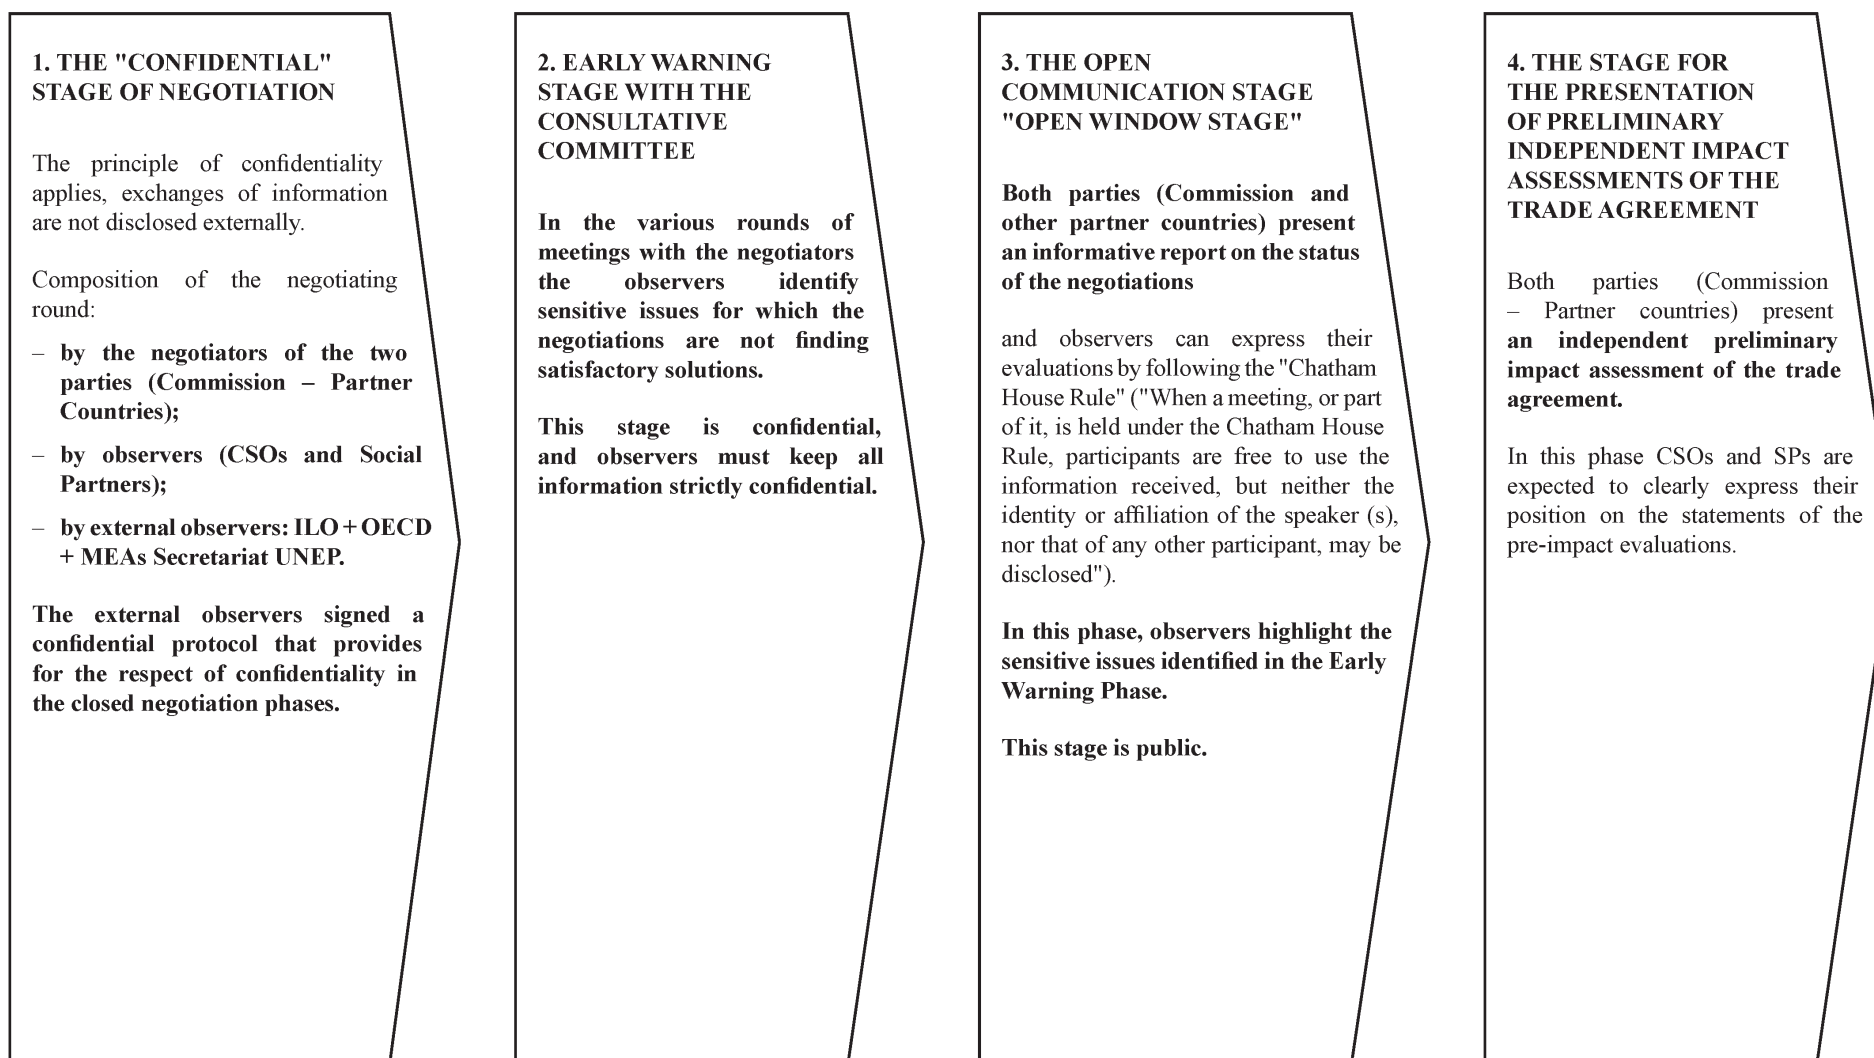 1. THE "CONFIDENTIAL"
STAGE OF NEGOTIATION
The principle of confidentiality
applies, exchanges of information
are not disclosed externally.
Composition of the negotiating
round:
– by the negotiators of the two
parties (Commission – Partner
Countries);
– by observers (CSOs and Social
Partners);
– by external observers: ILO + OECD
+ MEAs Secretariat UNEP.
The external observers signed a
confidential protocol that provides
for the respect of confidentiality in
the closed negotiation phases.
2. EARLY WARNING
STAGE WITH THE
CONSULTATIVE
COMMITTEE
In the various rounds of
meetings with the negotiators
the observers identify
sensitive issues for which the
negotiations are not finding
satisfactory solutions.
This stage is confidential,
and observers must keep all
information strictly confidential.
3. THE OPEN
COMMUNICATION STAGE
"OPEN WINDOW STAGE"
Both parties (Commission and
other partner countries) present
an informative report on the status
of the negotiations
and observers can express their
evaluations by following the "Chatham
House Rule" ("When a meeting, or part
of it, is held under the Chatham House
Rule, participants are free to use the
information received, but neither the
identity or affiliation of the speaker (s),
nor that of any other participant, may be
disclosed").
In this phase, observers highlight the
sensitive issues identified in the Early
Warning Phase.
This stage is public.
4. THE STAGE FOR
THE PRESENTATION
OF PRELIMINARY
INDEPENDENT IMPACT
ASSESSMENTS OF THE
TRADE AGREEMENT
Both parties (Commission
– Partner countries) present
an independent preliminary
impact assessment of the trade
agreement.
In this phase CSOs and SPs are
expected to clearly express their
position on the statements of the
pre-impact evaluations.